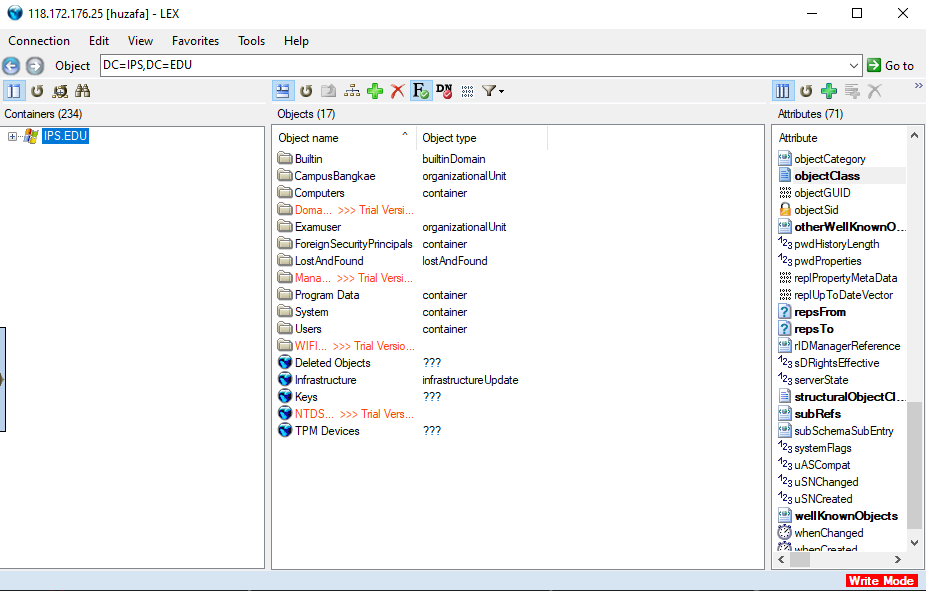 118.172.176.25 [huzafa] - LEX
Connection Edit View Favorites Tools Help
Object DC=IPS,DC=EDU Go to
Containers (234)
IPS.EDU
Objects (17)
Object name Object type
Builtin builtinDomain
CampusBangkae organizationalUnit
Computers container
Doma... >>> Trial Versi...
Examuser organizationalUnit
ForeignSecurityPrincipals container
LostAndFound lostAndFound
Mana... >>> Trial Versi...
Program Data container
System container
Users container
WIFI... >>> Trial Versio...
Deleted Objects ???
Infrastructure infrastructureUpdate
Keys ???
NTDS... >>> Trial Vers...
TPM Devices ???
Attributes (71)
Attribute
objectCategory
objectClass
objectGUID
objectSid
otherWellKnownO...
pwdHistoryLength
pwdProperties
replPropertyMetaData
replUpToDateVector
repsFrom
repsTo
rIDManagerReference
sDRightsEffective
serverState
structuralObjectCl...
subRefs
subSchemaSubEntry
systemFlags
uASCompat
uSNChanged
uSNCreated
wellKnownObjects
whenChanged
whenCreated
Write Mode